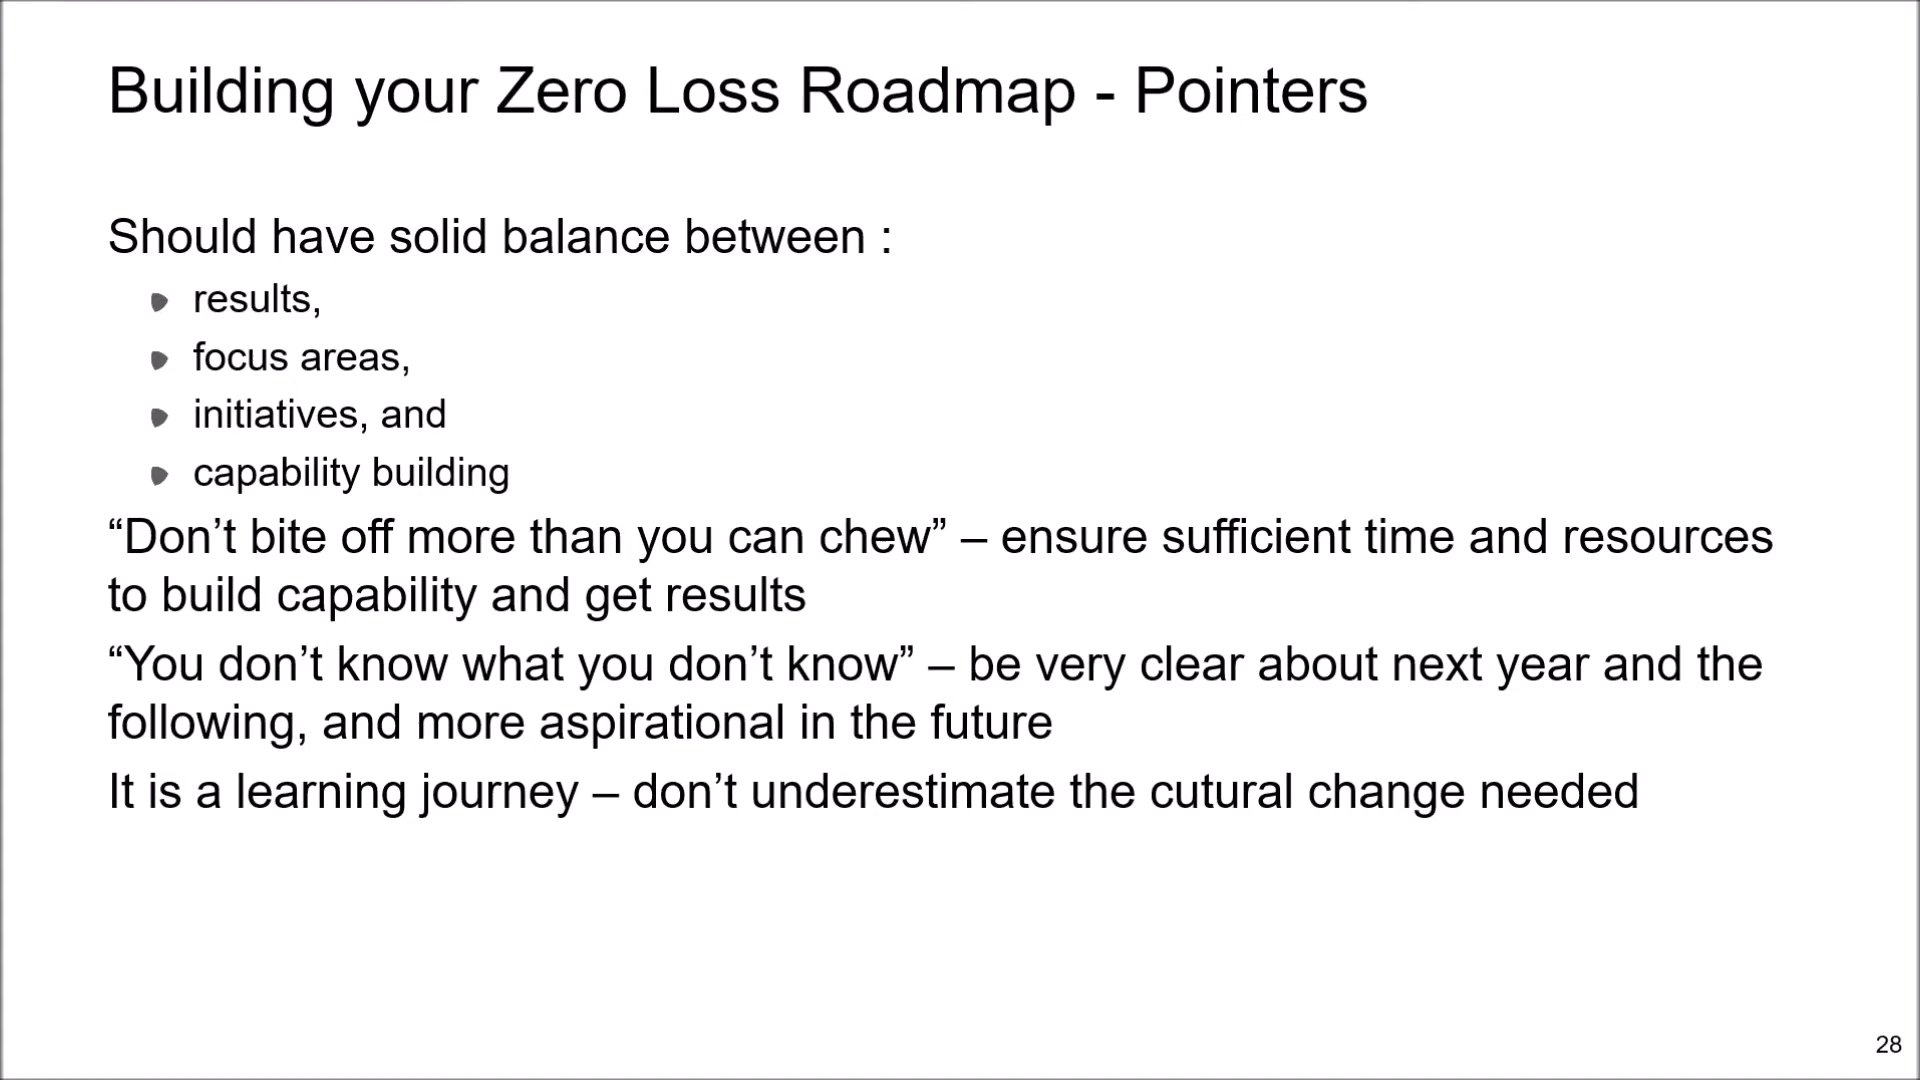 Building your Zero Loss Roadmap - Pointers
Should have solid balance between :
results,
focus areas,
initiatives, and
capability building
“Don’t bite off more than you can chew” – ensure sufficient time and resources
to build capability and get results
“You don’t know what you don’t know” – be very clear about next year and the
following, and more aspirational in the future
It is a learning journey – don’t underestimate the cutural change needed
28